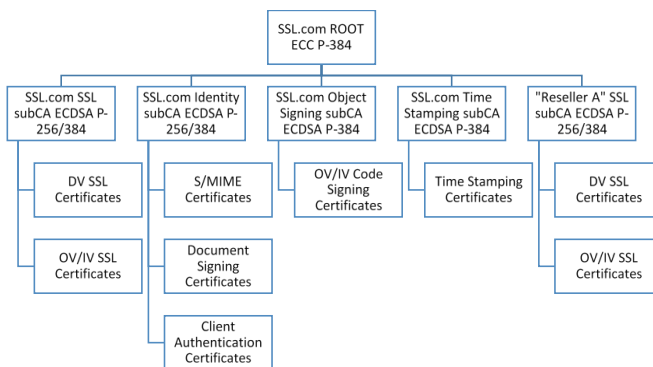 SSL.com ROOT
ECC P-384
SSL.com SSL
subCA ECDSA P-
256/384
SSL.com Identity
subCA ECDSA P-
256/384
SSL.com Object
Signing subCA
ECDSA P-384
SSL.com Time
Stamping subCA
ECDSA P-384
"Reseller A" SSL
subCA ECDSA P-
256/384
DV SSL
Certificates
S/MIME
Certificates
OV/IV Code
Signing
Certificates
Time Stamping
Certificates
DV SSL
Certificates
OV/IV SSL
Certificates
Document
Signing
Certificates
OV/IV SSL
Certificates
Client
Authentication
Certificates